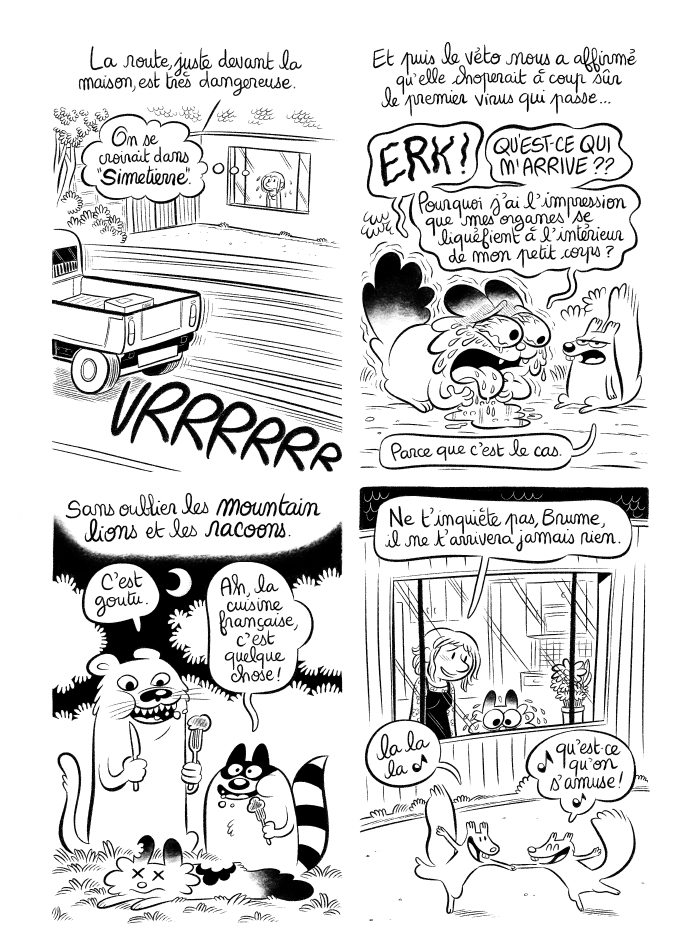 La route, juste devant la
maison, est très dangereuse.
On se
croirait dans
"Simetierre".
VRRRRRR
Et puis le véto nous a affirmé
qu'elle choperait à coup sûr
le premier virus qui passe...
ERK!
QU'EST-CE QUI
M'ARRIVE ??
Pourquoi j'ai l'impression
que mes organes se
liquéfient à l'intérieur
de mon petit corps ?
Parce que c'est le cas.
Sans oublier les mountain
lions et les racoons.
C'est
goutu.
Ah, la
cuisine
française,
c'est
quelque
chose !
Ne t'inquiète pas, Brume,
il ne t'arrivera jamais rien.
la la
la ♫
♪ qu'est-ce
qu'on
s'amuse ! ♪